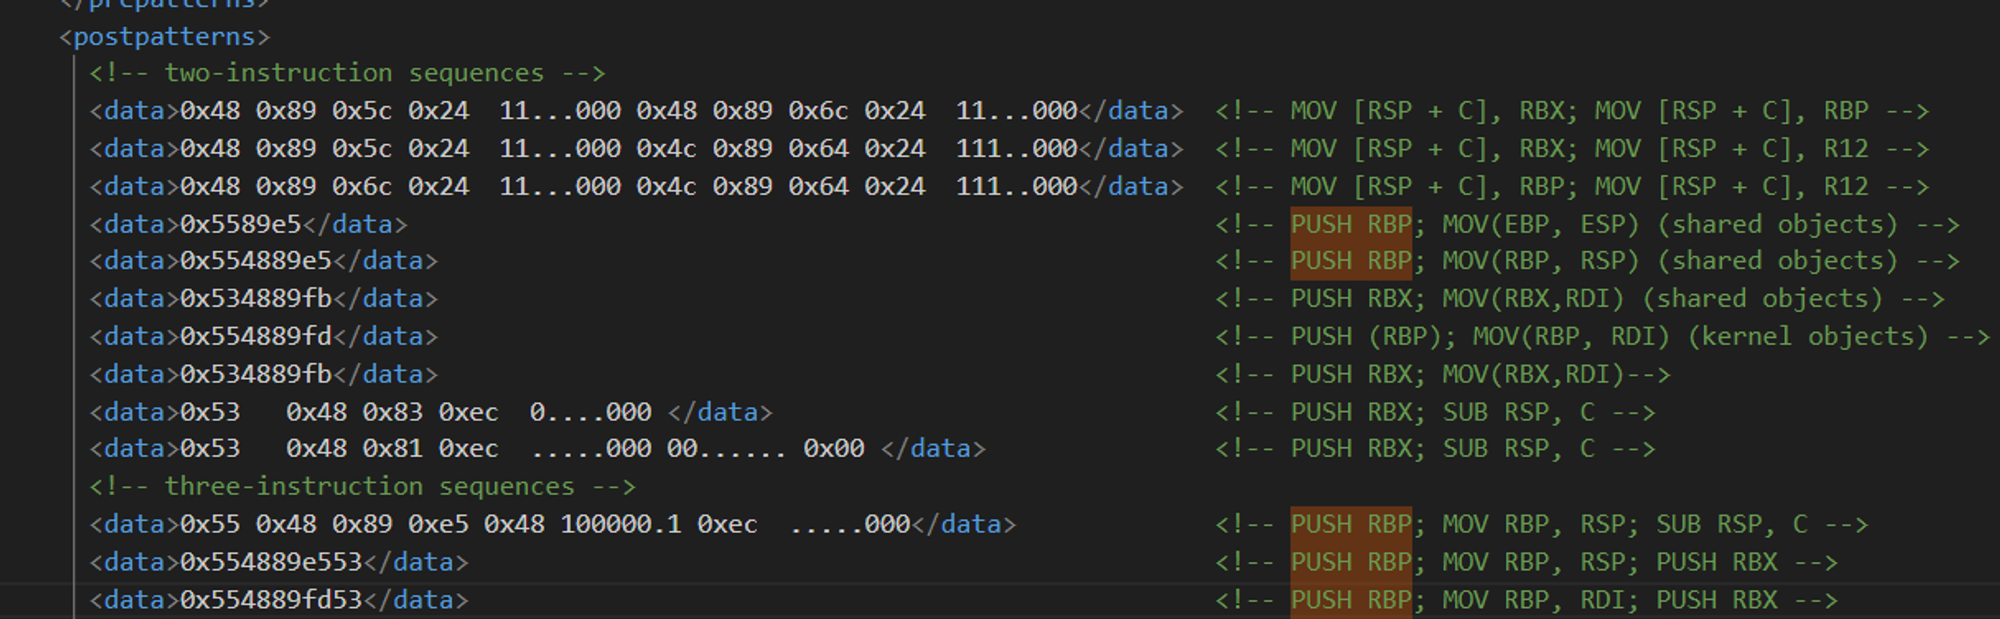 </prepatterns>
<postpatterns>
<!-- two-instruction sequences -->
<data>0x48 0x89 0x5c 0x24  11...000 0x48 0x89 0x6c 0x24  11...000</data>  <!-- MOV [RSP + C], RBX; MOV [RSP + C], RBP -->
<data>0x48 0x89 0x5c 0x24  11...000 0x4c 0x89 0x64 0x24  111..000</data>  <!-- MOV [RSP + C], RBX; MOV [RSP + C], R12 -->
<data>0x48 0x89 0x6c 0x24  11...000 0x4c 0x89 0x64 0x24  111..000</data>  <!-- MOV [RSP + C], RBP; MOV [RSP + C], R12 -->
<data>0x5589e5</data>  <!-- PUSH RBP; MOV(EBP, ESP) (shared objects) -->
<data>0x554889e5</data>  <!-- PUSH RBP; MOV(RBP, RSP) (shared objects) -->
<data>0x534889fb</data>  <!-- PUSH RBX; MOV(RBX,RDI) (shared objects) -->
<data>0x554889fd</data>  <!-- PUSH (RBP); MOV(RBP, RDI) (kernel objects) -->
<data>0x534889fb</data>  <!-- PUSH RBX; MOV(RBX,RDI)-->
<data>0x53   0x48 0x83 0xec  0....000 </data>  <!-- PUSH RBX; SUB RSP, C -->
<data>0x53   0x48 0x81 0xec  .....000 00...... 0x00 </data>  <!-- PUSH RBX; SUB RSP, C -->
<!-- three-instruction sequences -->
<data>0x55 0x48 0x89 0xe5 0x48 100000.1 0xec  .....000</data>  <!-- PUSH RBP; MOV RBP, RSP; SUB RSP, C -->
<data>0x554889e553</data>  <!-- PUSH RBP; MOV RBP, RSP; PUSH RBX -->
<data>0x554889fd53</data>  <!-- PUSH RBP; MOV RBP, RDI; PUSH RBX -->